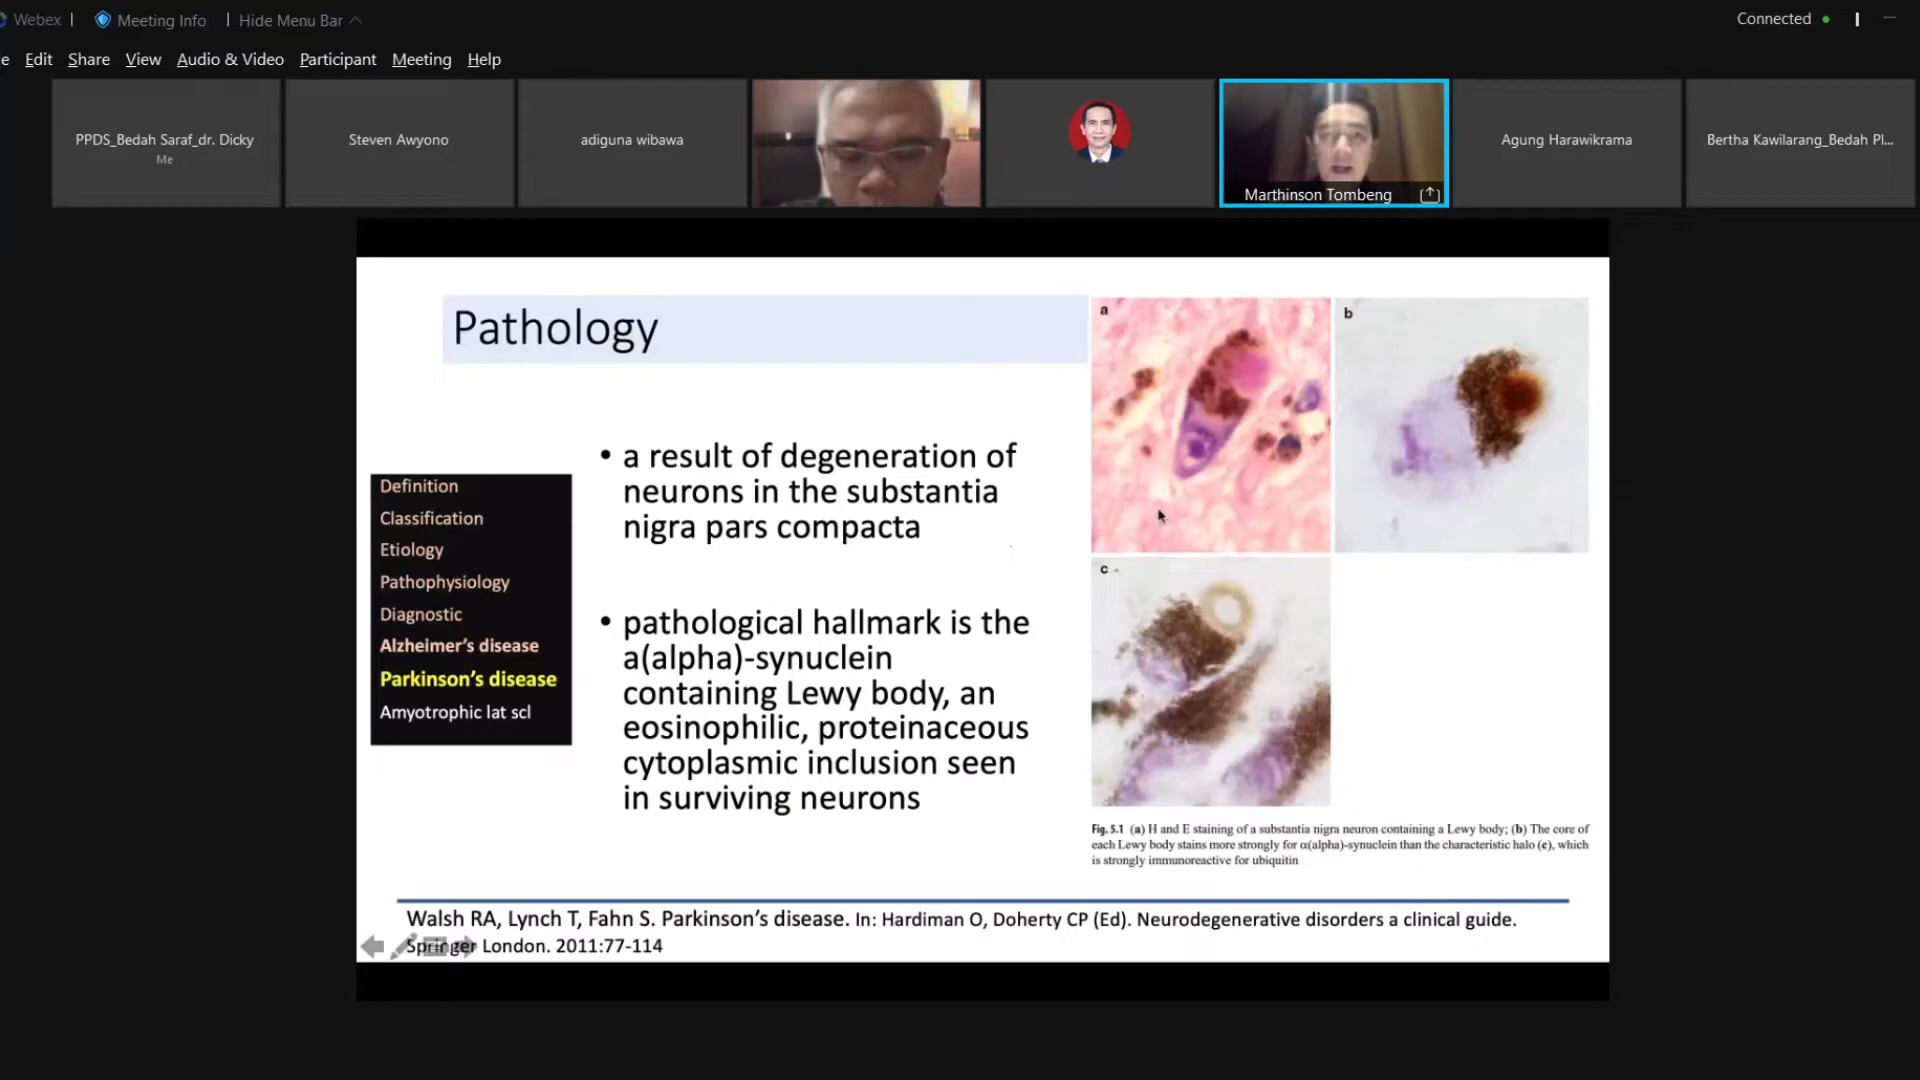 Webex
Meeting Info
Hide Menu Bar
Connected
e Edit Share View Audio & Video Participant Meeting Help
PPDS_Bedah Saraf_dr. Dicky
Me
Steven Awyono
adiguna wibawa
Marthinson Tombeng
Agung Harawikrama
Bertha Kawilarang_Bedah Pl...
Pathology
Definition
Classification
Etiology
Pathophysiology
Diagnostic
Alzheimer's disease
Parkinson's disease
Amyotrophic lat scl
• a result of degeneration of
neurons in the substantia
nigra pars compacta
• pathological hallmark is the
a(alpha)-synuclein
containing Lewy body, an
eosinophilic, proteinaceous
cytoplasmic inclusion seen
in surviving neurons
a
b
c
Fig. 5.1 (a) H and E staining of a substantia nigra neuron containing a Lewy body; (b) The core of
each Lewy body stains more strongly for α(alpha)-synuclein than the characteristic halo (c), which
is strongly immunoreactive for ubiquitin
Walsh RA, Lynch T, Fahn S. Parkinson's disease. In: Hardiman O, Doherty CP (Ed). Neurodegenerative disorders a clinical guide.
Springer London. 2011:77-114